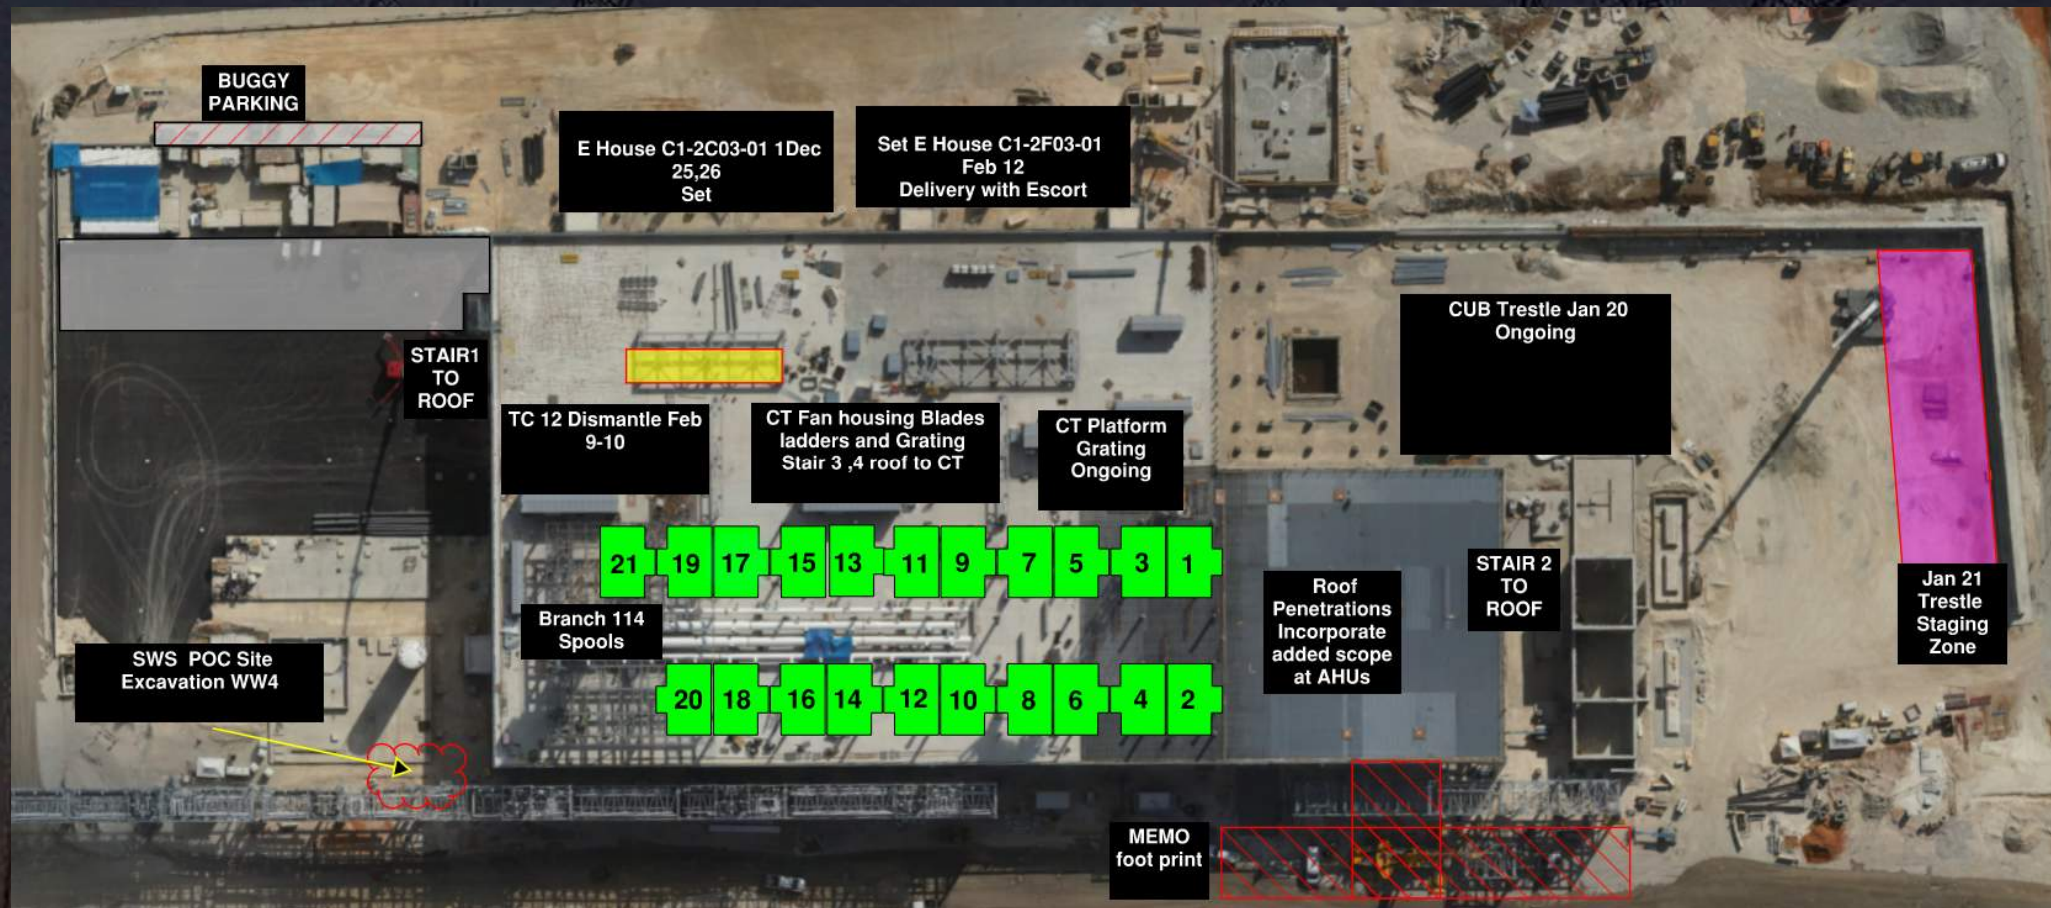 BUGGY
PARKING
E House C1-2C03-01 1Dec
25,26
Set
Set E House C1-2F03-01
Feb 12
Delivery with Escort
CUB Trestle Jan 20
Ongoing
STAIR1
TO
ROOF
TC 12 Dismantle Feb
9-10
CT Fan housing Blades
ladders and Grating
Stair 3 ,4 roof to CT
CT Platform
Grating
Ongoing
21 19 17 15 13 11 9 7 5 3 1
STAIR 2
TO
ROOF
Roof
Penetrations
Incorporate
added scope
at AHUs
Jan 21
Trestle
Staging
Zone
Branch 114
Spools
SWS POC Site
Excavation WW4
20 18 16 14 12 10 8 6 4 2
MEMO
foot print